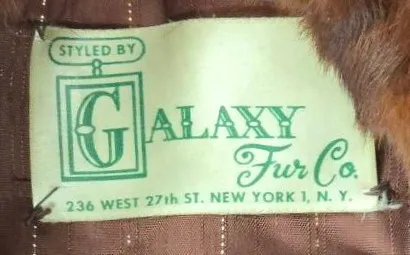 STYLED BY
GALAXY
Fur Co.
236 WEST 27th ST. NEW YORK 1, N. Y.